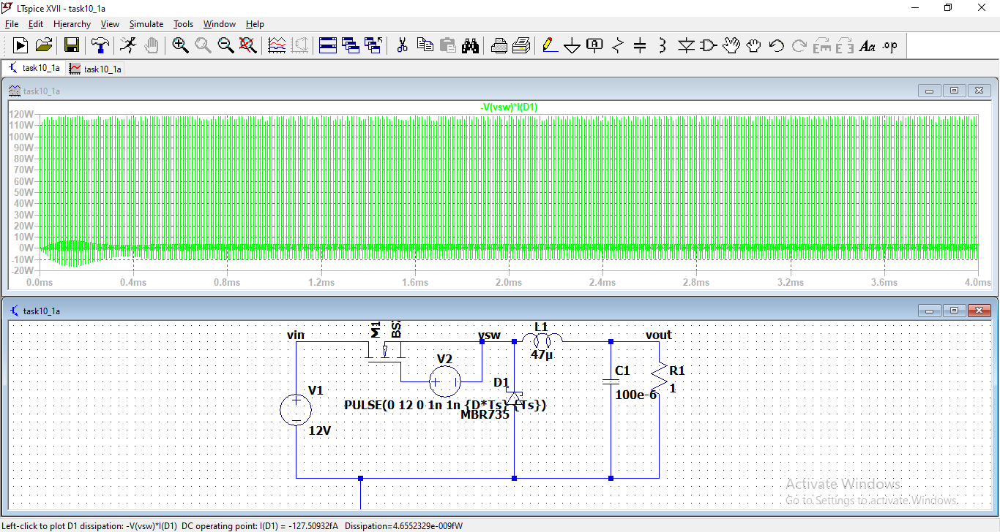 LTspice XVII - task10_1a
File Edit Hierarchy View Simulate Tools Window Help
task10_1a task10_1a
task10_1a
-V(vsw)*I(D1)
120W
110W
100W
90W
80W
70W
60W
50W
40W
30W
20W
10W
0W
-10W
-20W
0.0ms 0.4ms 0.8ms 1.2ms 1.6ms 2.0ms 2.4ms 2.8ms 3.2ms 3.6ms 4.0ms
task10_1a
M1
L1
vin
vsw
vout
47µ
V2
C1
R1
D1
V1
1
100e-6
PULSE(0 12 0 1n 1n {D*Ts} {Ts})
MBR735
12V
Activate Windows
Go to Settings to activate Windows.
Left-click to plot D1 dissipation: -V(vsw)*I(D1) DC operating point: I(D1) = -127.50932fA Dissipation=4.6552329e-009fW